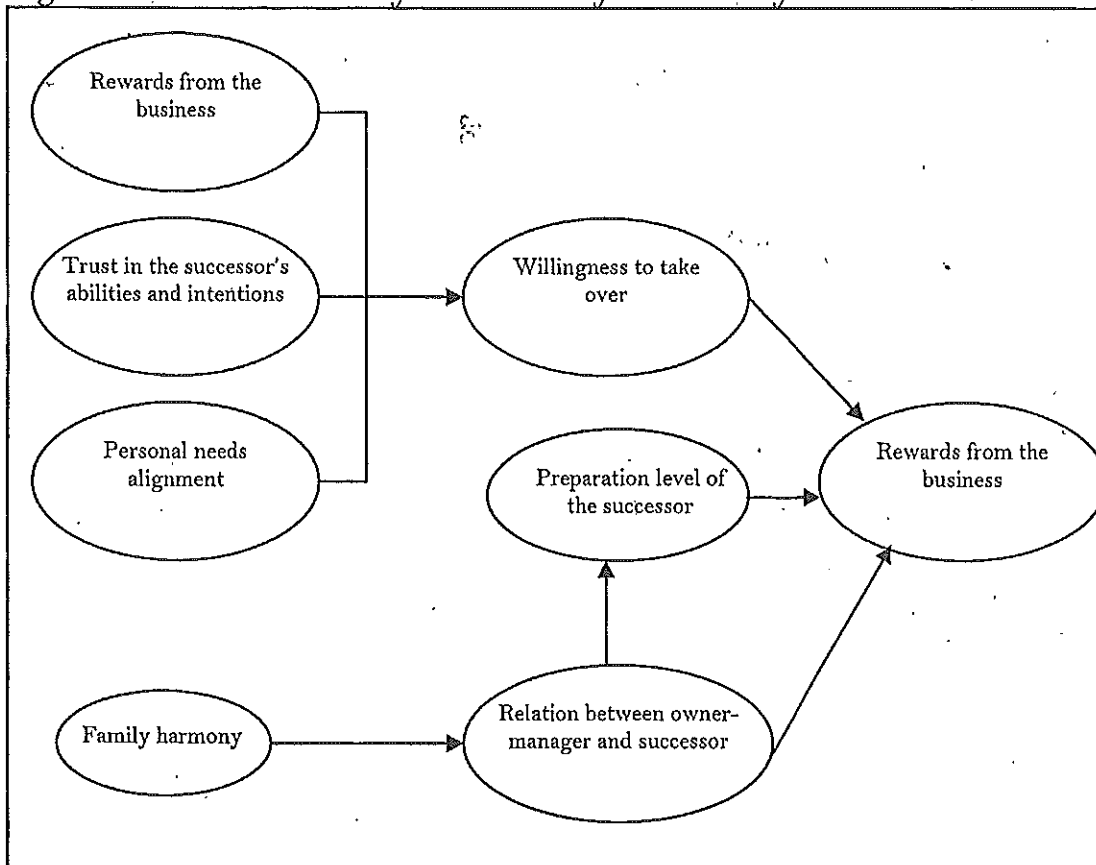 Rewards from the
business
Trust in the successor's
abilities and intentions
Willingness to take
over
Personal needs
alignment
Preparation level of
the successor
Rewards from the
business
Family harmony
Relation between owner-
manager and successor